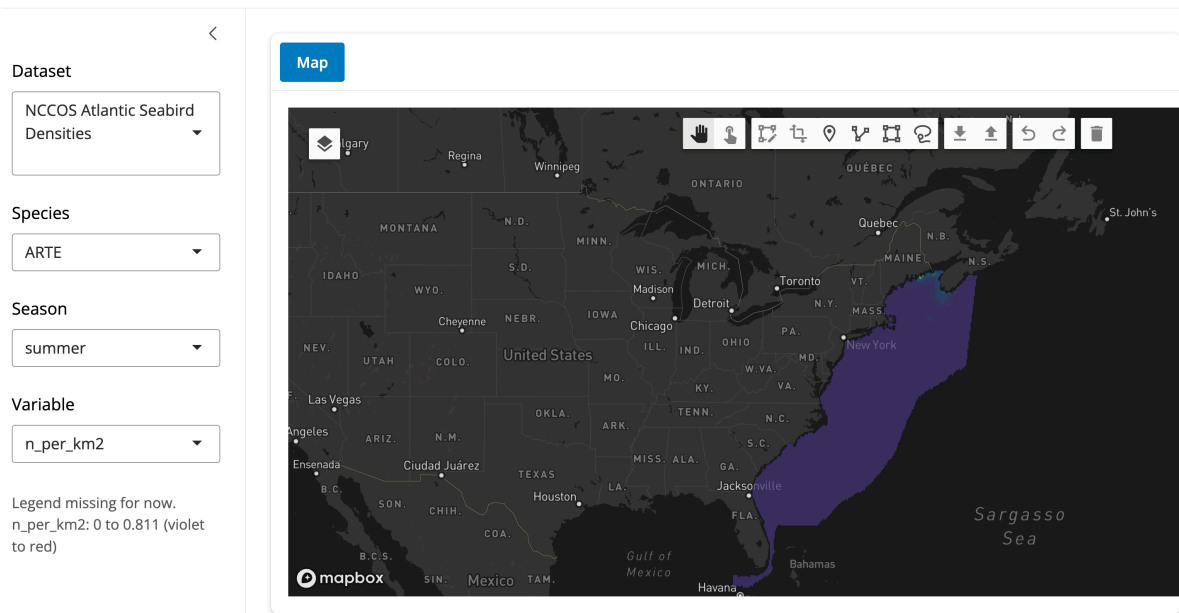 Dataset
NCCOS Atlantic Seabird
Densities
Species
ARTE
Season
summer
Variable
n_per_km2
Legend missing for now.
n_per_km2: 0 to 0.811 (violet
to red)
Map
lgary
Regina
Winnipeg
ONTARIO
QUÉBEC
St. John's
Quebec
N.B.
MONTANA
N.D.
MINN.
MAINE
N.S.
IDAHO
S.D.
WIS.
MICH.
Toronto
VT.
WYO.
Madison
Detroit
N.Y.
MASS.
Cheyenne
NEBR.
IOWA
Chicago
PA.
New York
NEV.
UTAH
COLO.
United States
ILL.
IND.
OHIO
MD.
W.VA.
MO.
KY.
VA.
Las Vegas
OKLA.
ARK.
TENN.
N.C.
Angeles
ARIZ.
N.M.
S.C.
Ensenada
Ciudad Juárez
TEXAS
MISS.
ALA.
GA.
B.C.
SON.
CHIH.
Houston
LA.
Jacksonville
FLA.
COA.
Sargasso
Sea
B.C.S.
Gulf of
Mexico
Bahamas
mapbox
SIN.
Mexico
TAM.
Havana